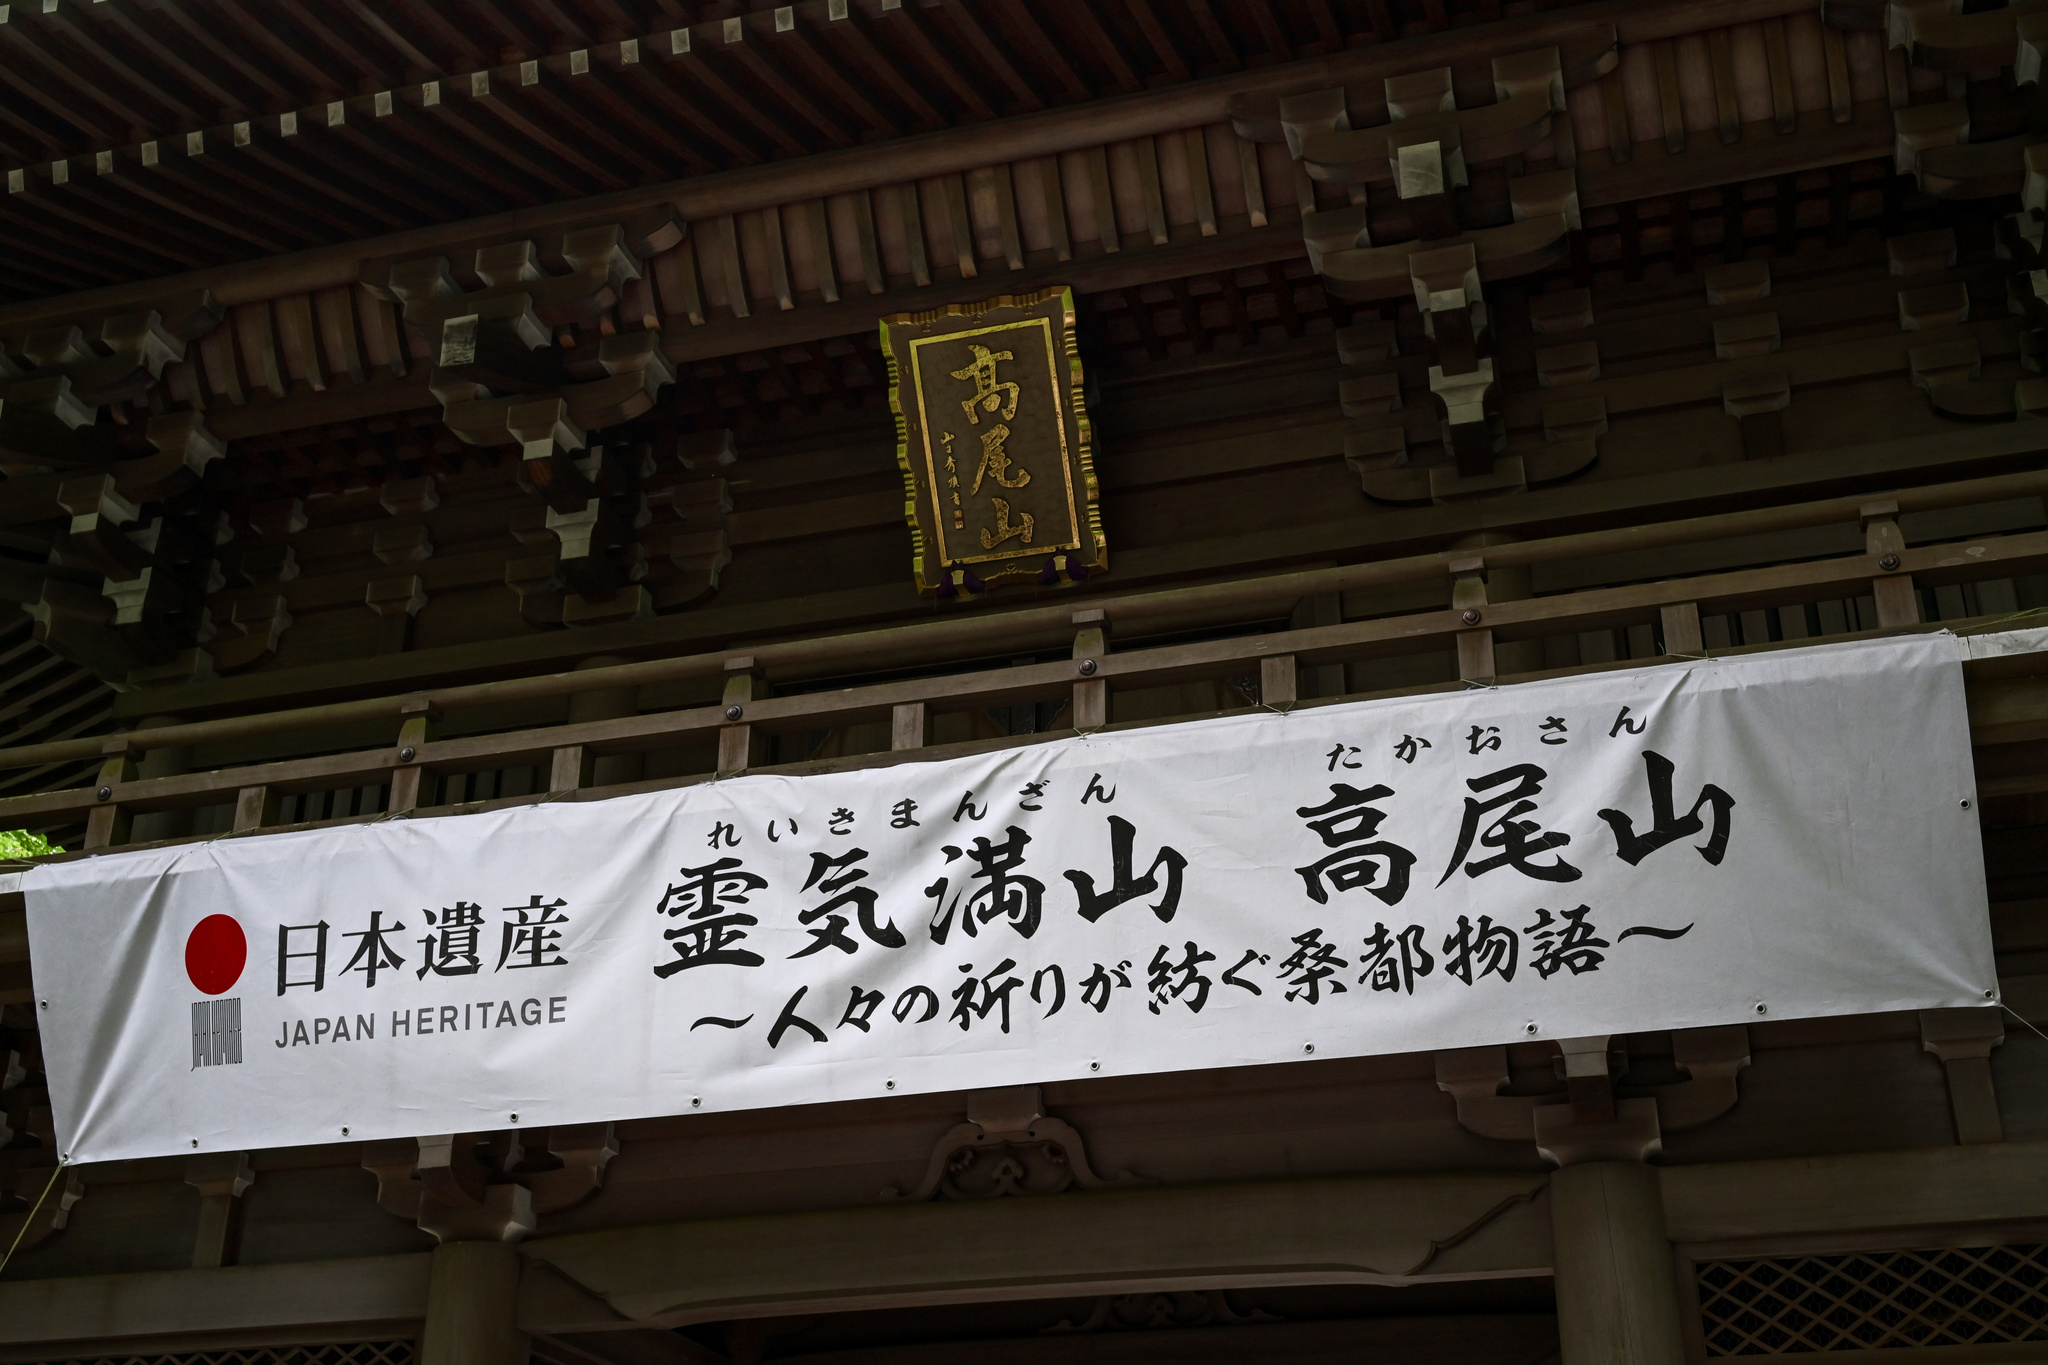 高尾山
日本遺産
JAPAN HERITAGE
れいきまんざん たかおさん
霊気満山 高尾山
～人々の祈りが紡ぐ桑都物語～